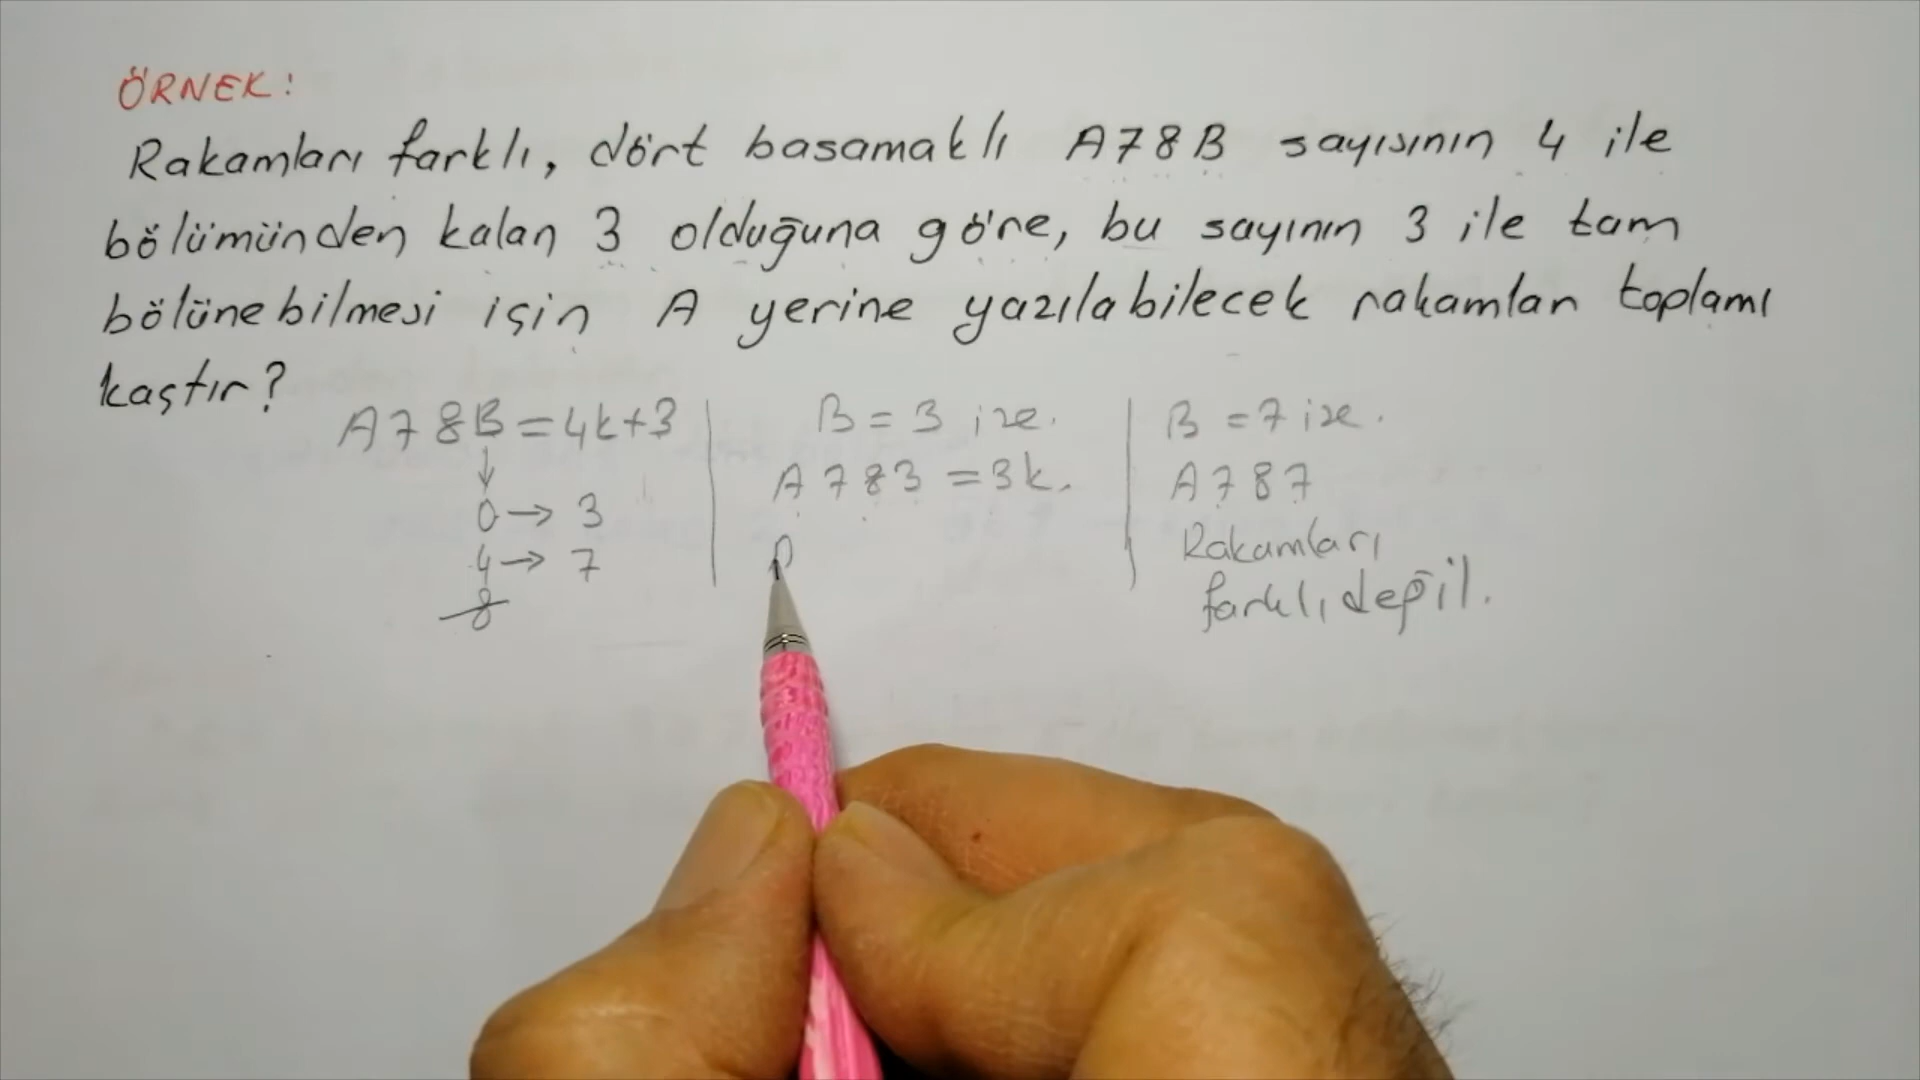 ÖRNEK:
Rakamları farklı, dört basamaklı A78B sayısının 4 ile
bölümünden kalan 3 olduğuna göre, bu sayının 3 ile tam
bölünebilmesi için A yerine yazılabilecek rakamları toplamı
kaçtır?
A78B=4k+3
↓
0→3
4→7
8
B=3 ise.
A783=3k.
A
B=7 ise.
A787
Rakamları
farklı değil.